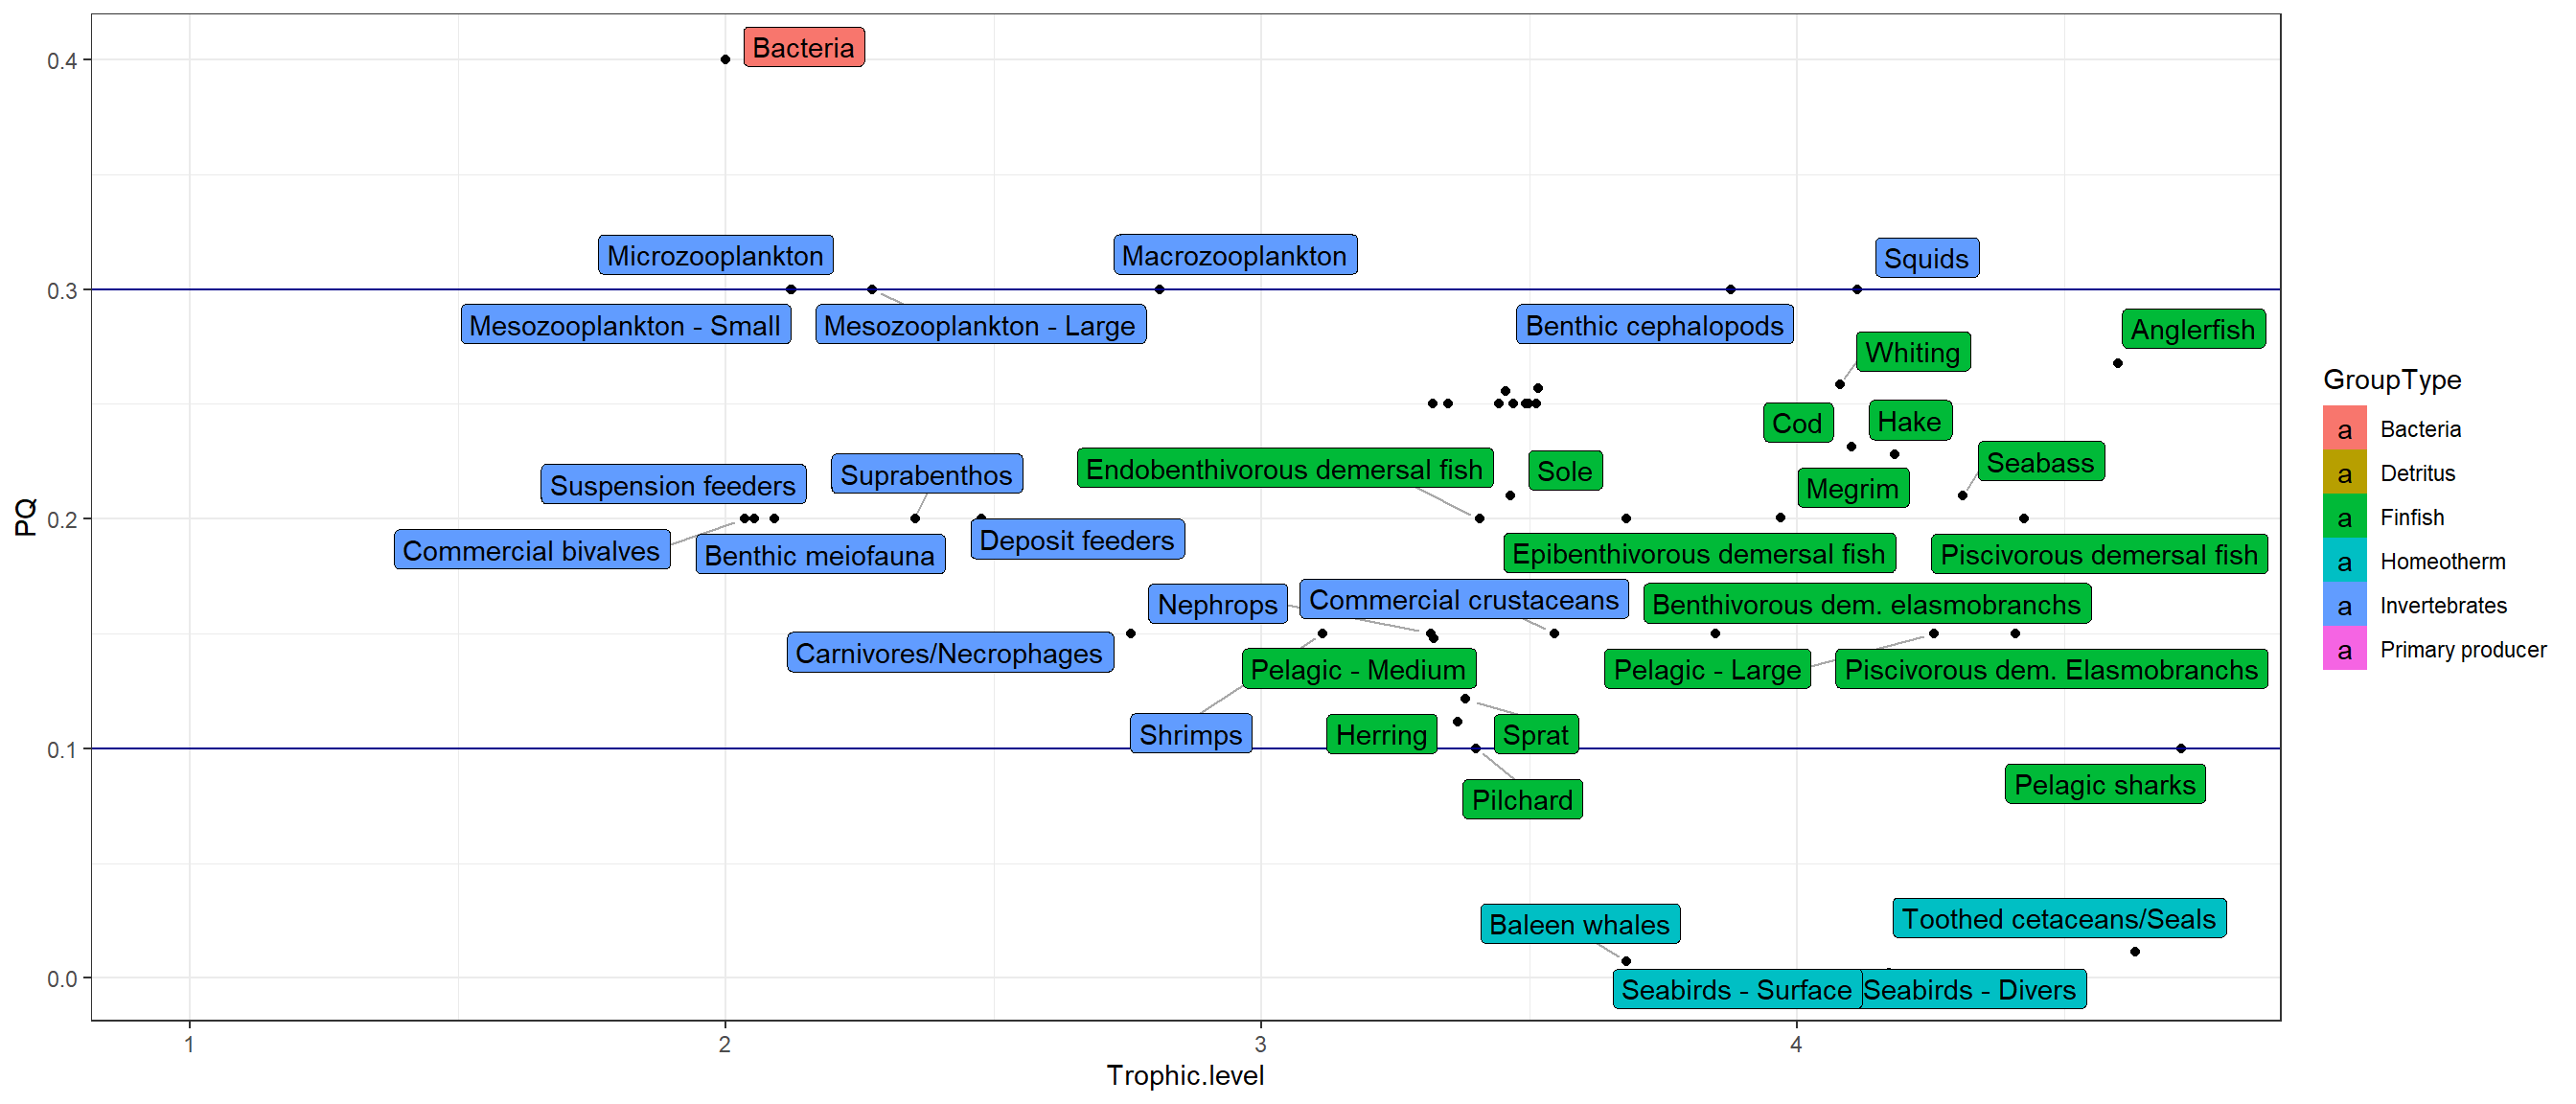 Bacteria
0.4
Microzooplankton
Macrozooplankton
Squids
0.3
Mesozooplankton - Small
Mesozooplankton - Large
Benthic cephalopods
Anglerfish
Whiting
GroupType
Cod
Hake
a Bacteria
Endobenthivorous demersal fish
Sole
Seabass
Suprabenthos
a Detritus
Suspension feeders
Megrim
PQ
0.2
a Finfish
Commercial bivalves
Benthic meiofauna
Deposit feeders
Epibenthivorous demersal fish
Piscivorous demersal fish
a Homeotherm
Nephrops
Commercial crustaceans
Benthivorous dem. elasmobranchs
a Invertebrates
Carnivores/Necrophages
Pelagic - Medium
Pelagic - Large
Piscivorous dem. Elasmobranchs
a Primary producer
Shrimps
Herring
Sprat
0.1
Pelagic sharks
Pilchard
Baleen whales
Toothed cetaceans/Seals
0.0
Seabirds - Surface
Seabirds - Divers
1
2
3
4
Trophic.level